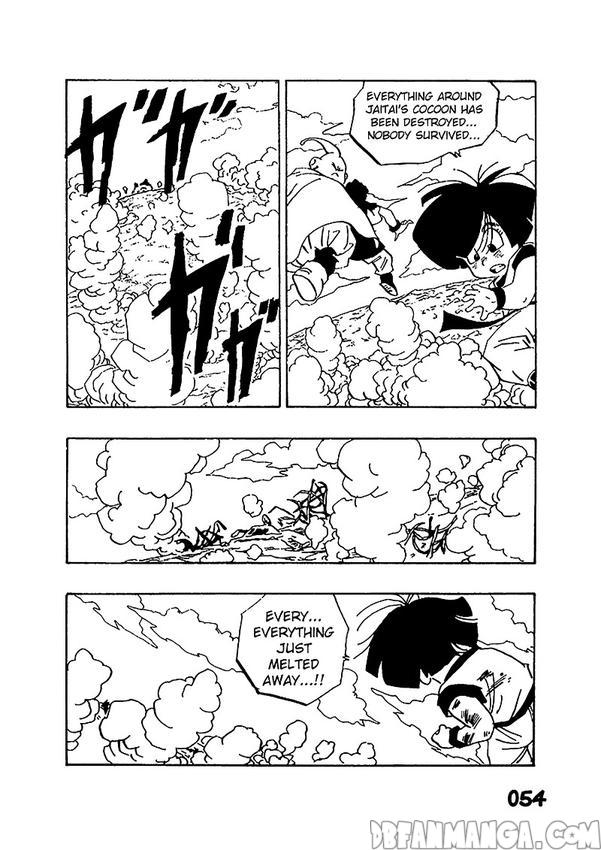 EVERYTHING AROUND
JAITAI'S COCOON HAS
BEEN DESTROYED...
NOBODY SURVIVED...
ガガガガ
EVERY...
EVERYTHING
JUST
MELTED
AWAY...!!
054
DBFANMANGA.COM